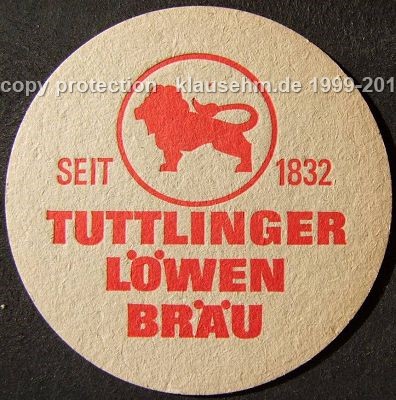 copy protection klausehm.de 1999-201
SEIT 1832
TUTTLINGER
LÖWEN
BRÄU